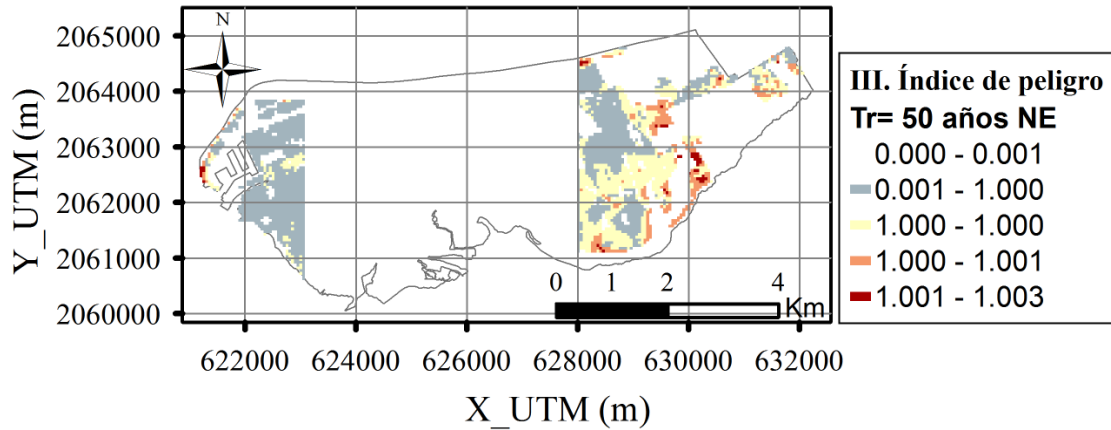 N
2065000
2064000
2063000
2062000
2061000
2060000
Y_UTM (m)
0 1 2 4
Km
622000 624000 626000 628000 630000 632000
X_UTM (m)
III. Índice de peligro
Tr= 50 años NE
0.000 - 0.001
0.001 - 1.000
1.000 - 1.000
1.000 - 1.001
1.001 - 1.003